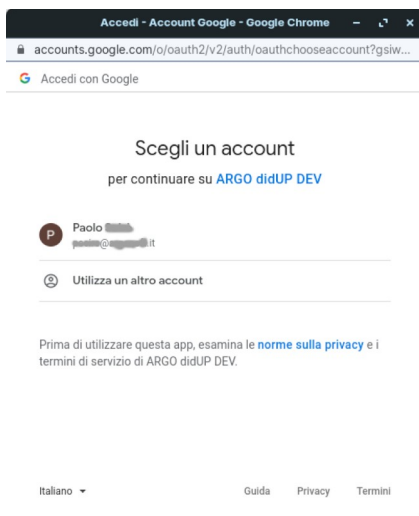 Accedi - Account Google - Google Chrome
accounts.google.com/o/oauth2/v2/auth/oauthchooseaccount?gsiw...
Accedi con Google
Scegli un account
per continuare su ARGO didUP DEV
P
Paolo
@ .it
Utilizza un altro account
Prima di utilizzare questa app, esamina le norme sulla privacy e i
termini di servizio di ARGO didUP DEV.
Italiano Guida Privacy Termini